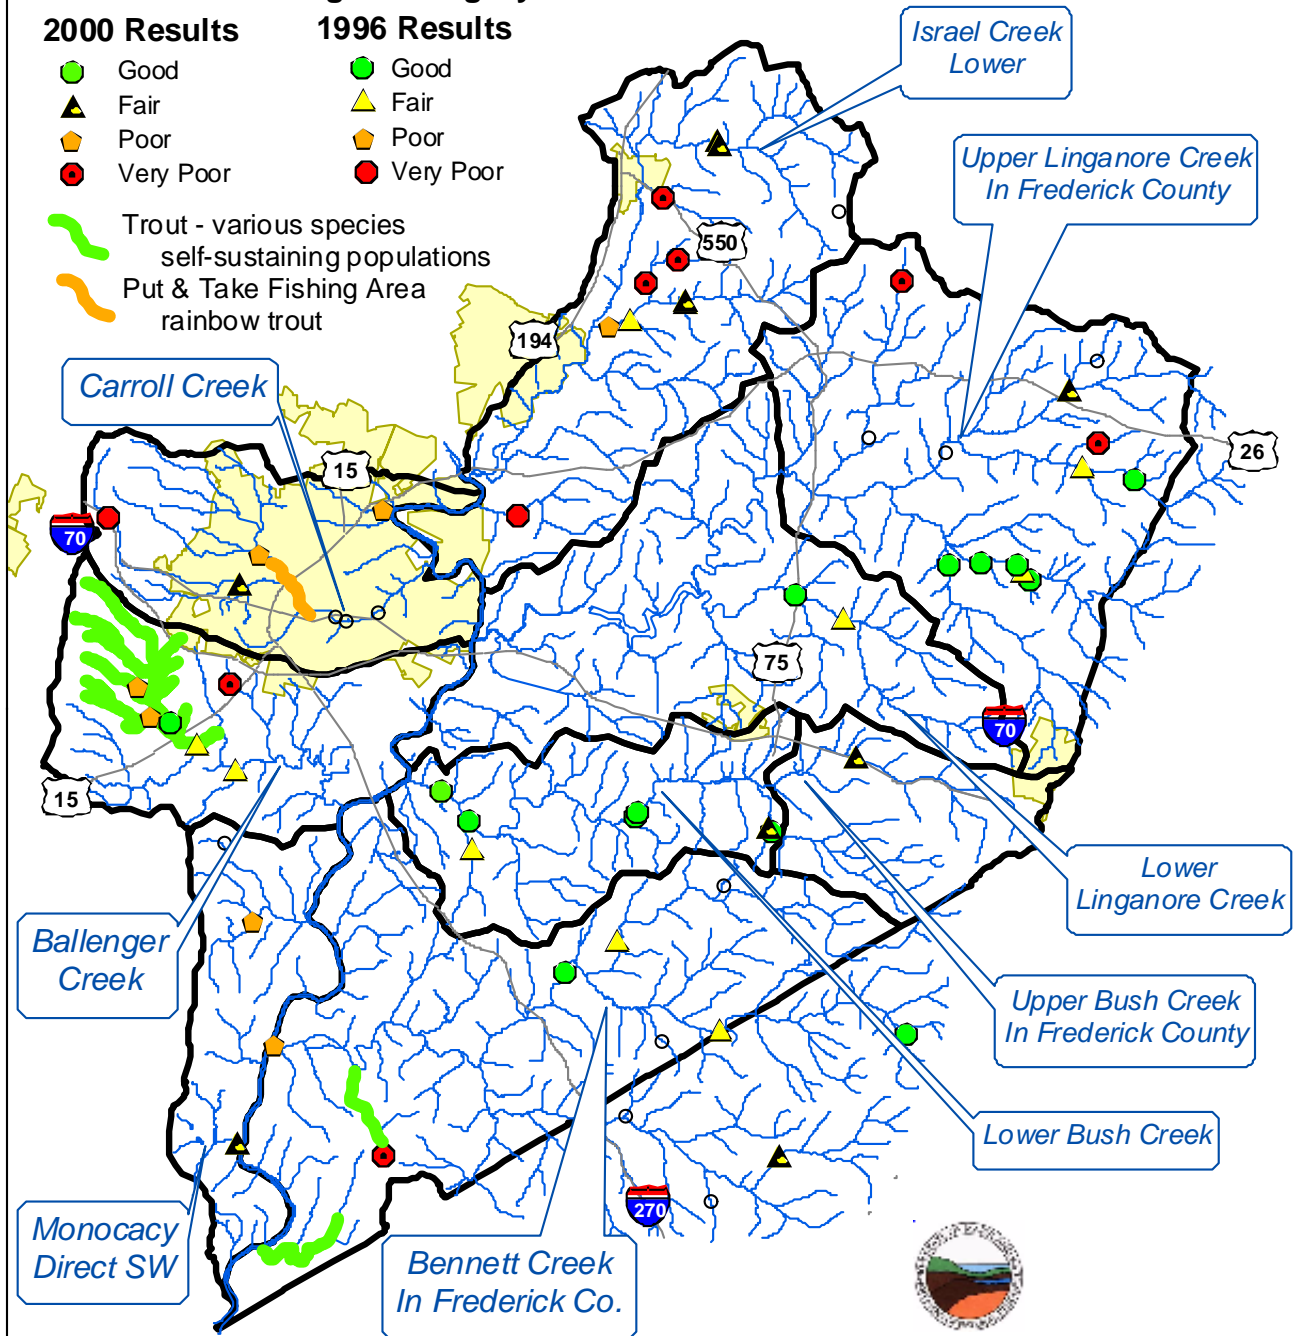 2000 Results
Good
Fair
Poor
Very Poor
1996 Results
Good
Fair
Poor
Very Poor
Trout - various species
self-sustaining populations
Put & Take Fishing Area
rainbow trout
Israel Creek
Lower
Upper Linganore Creek
In Frederick County
550
194
Carroll Creek
15
26
70
75
70
15
Lower
Linganore Creek
Ballenger
Creek
Upper Bush Creek
In Frederick County
Lower Bush Creek
Monocacy
Direct SW
270
Bennett Creek
In Frederick Co.